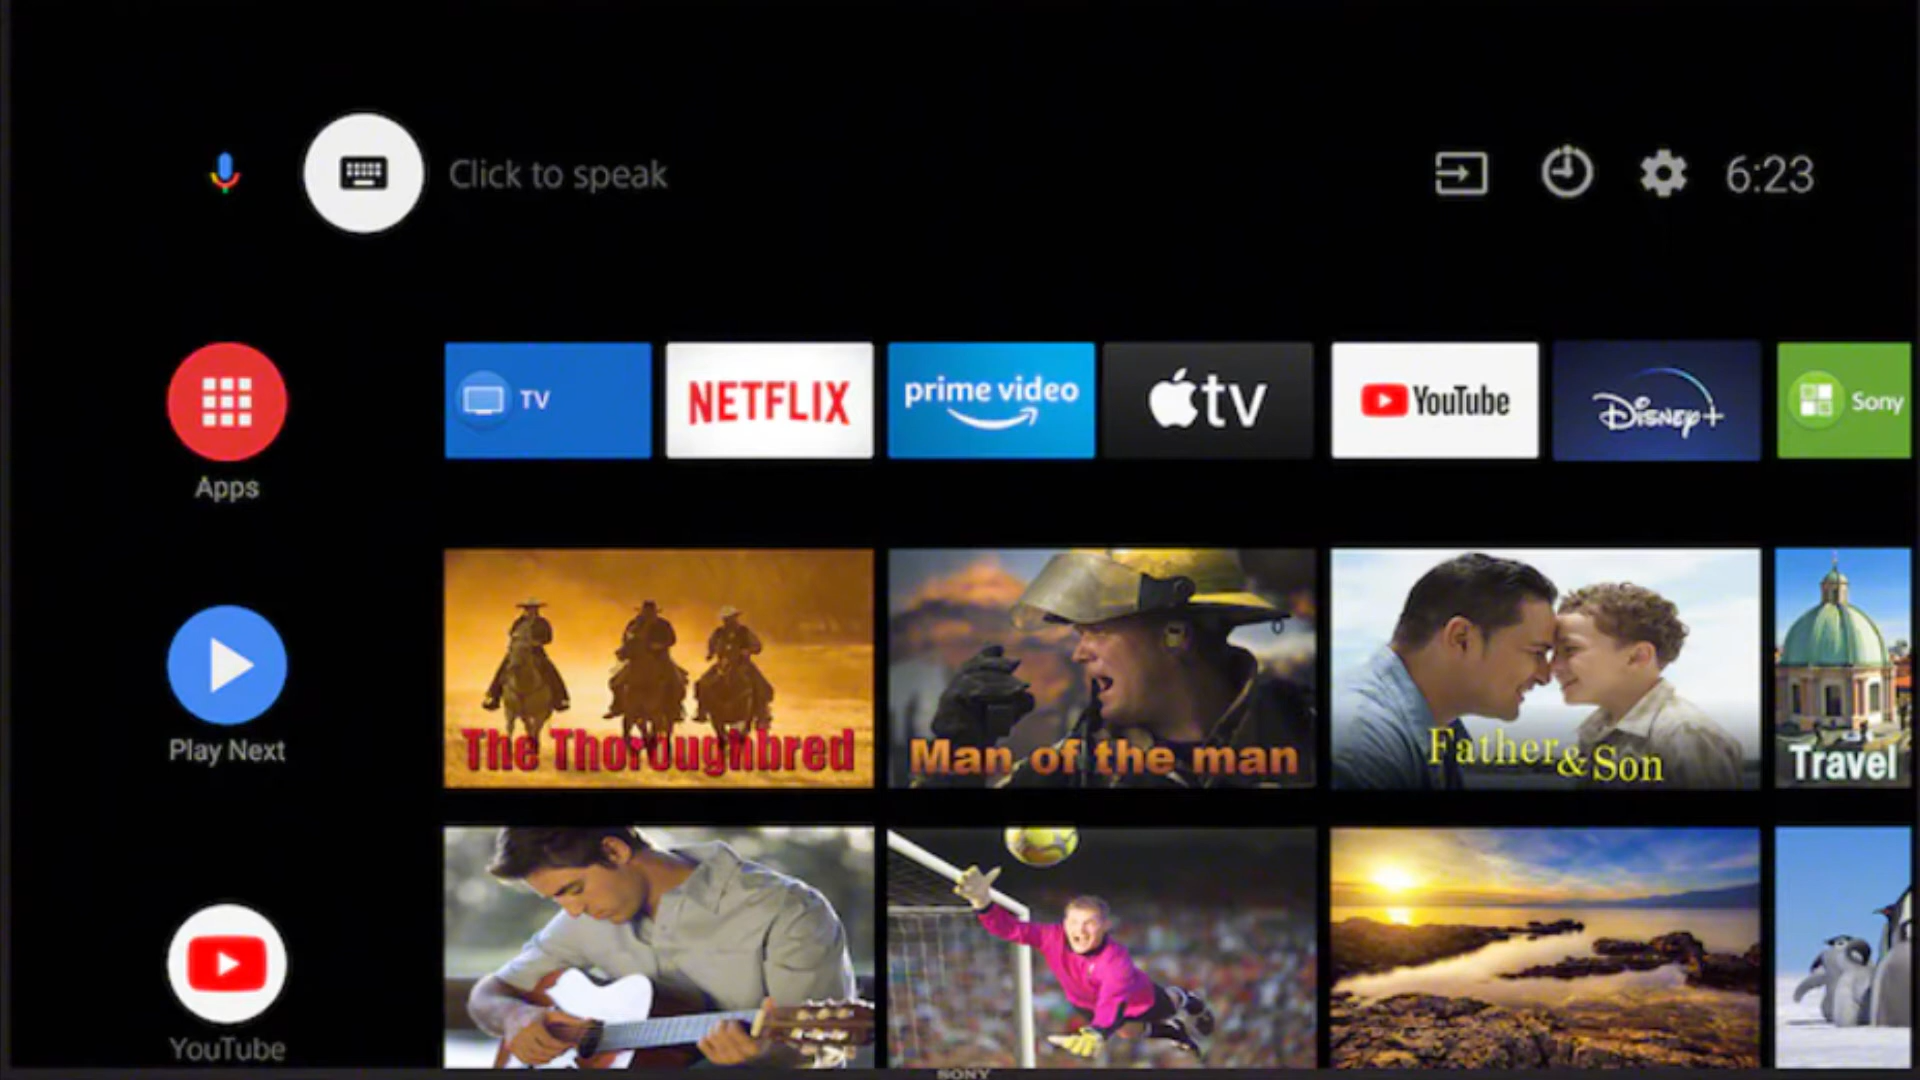 Click to speak
6:23
TV
NETFLIX
prime video
tv
YouTube
Disney+
Sony
Apps
The Thoroughbred
Man of the man
Father & Son
Travel
Play Next
YouTube
SONY